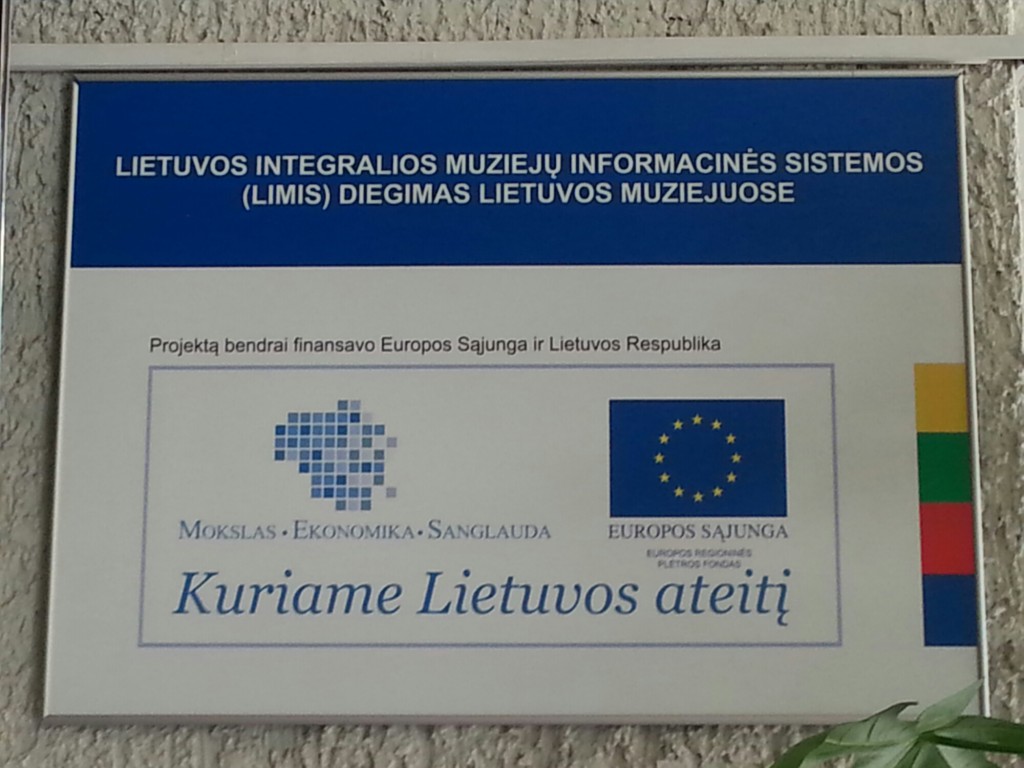 LIETUVOS INTEGRALIOS MUZIEJŲ INFORMACINĖS SISTEMOS
(LIMIS) DIEGIMAS LIETUVOS MUZIEJUOSE
Projektą bendrai finansavo Europos Sąjunga ir Lietuvos Respublika
MOKSLAS • EKONOMIKA • SANGLAUDA
EUROPOS SĄJUNGA
EUROPOS REGIONINĖS
PLĖTROS FONDAS
Kuriame Lietuvos ateitį